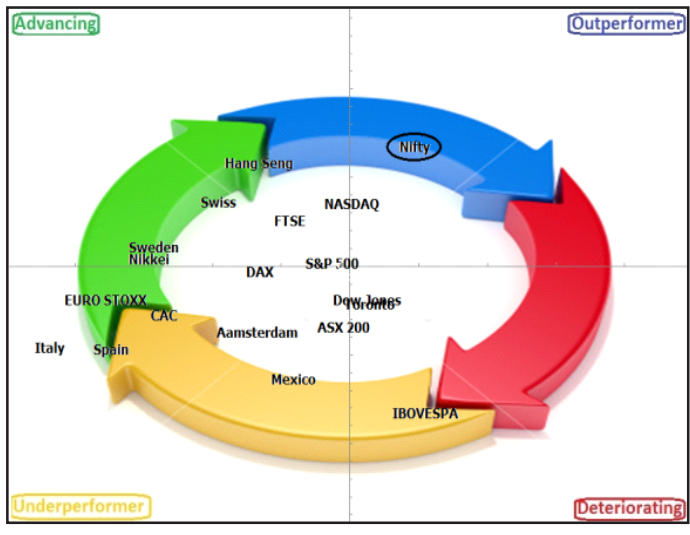 Advancing
Outperformer
Nifty
Hang Seng
Swiss
NASDAQ
FTSE
Sweden
Nikkei
S&P 500
DAX
EURO STOXX
Dow Jones
Toronto
CAC
ASX 200
Aamsterdam
Italy
Spain
Mexico
IBOVESPA
Underperformer
Deteriorating